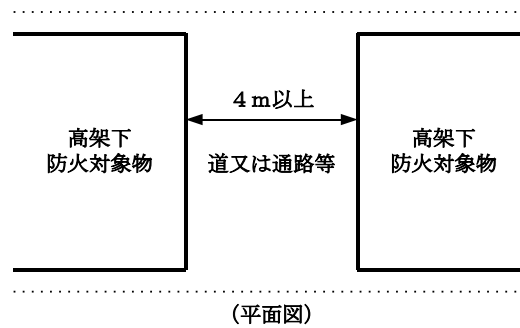 ４ｍ以上
高架下
防火対象物
道又は通路等
高架下
防火対象物
（平面図）